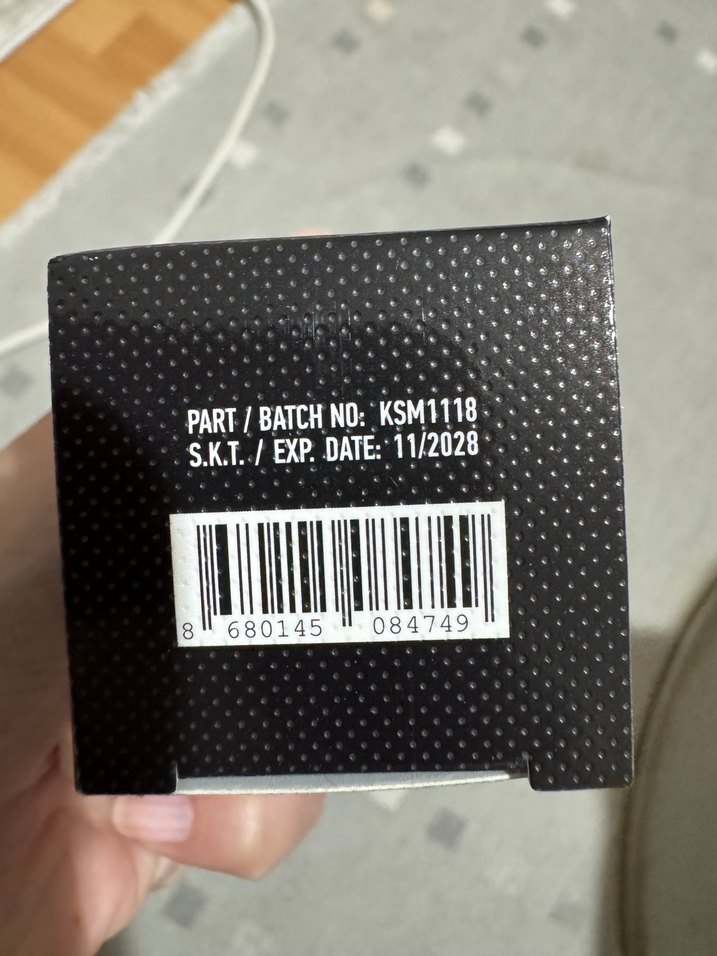 PART / BATCH NO: KSM1118
S.K.T. / EXP. DATE: 11/2028
8 680145 084749